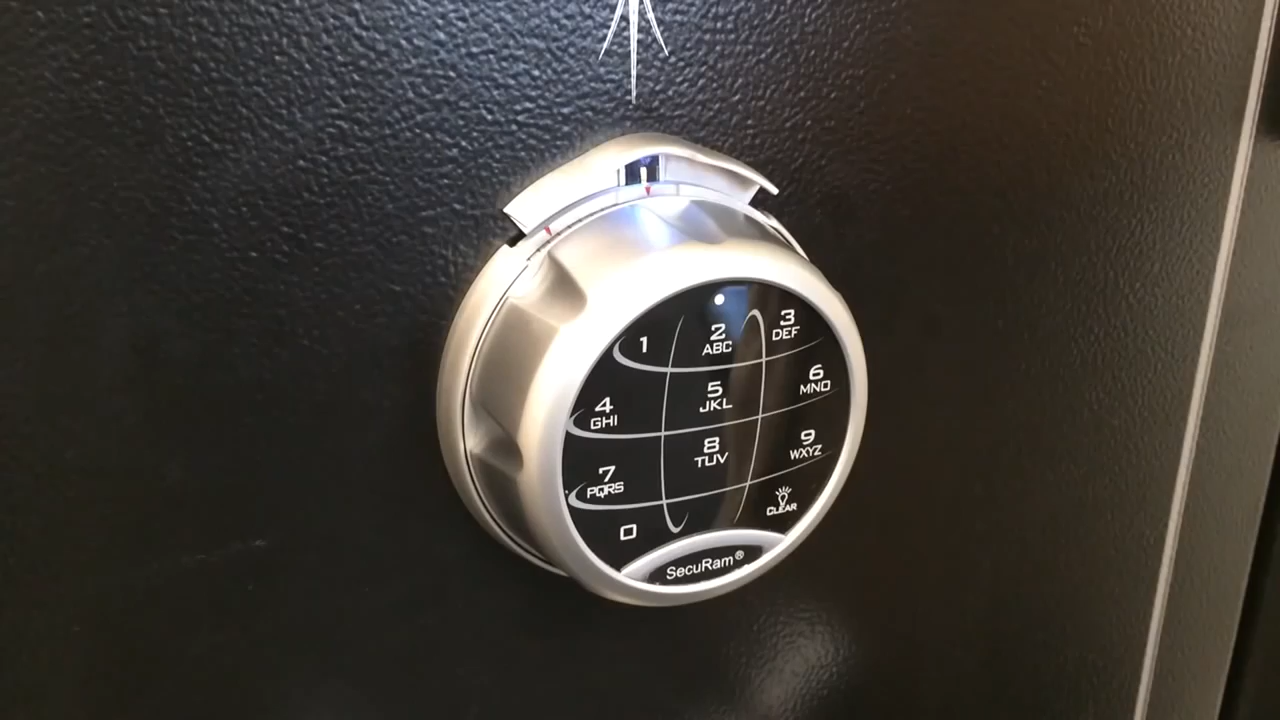 1
2
ABC
3
DEF
4
GHI
5
JKL
6
MNO
7
PQRS
8
TUV
9
WXYZ
0
CLEAR
SecuRam®